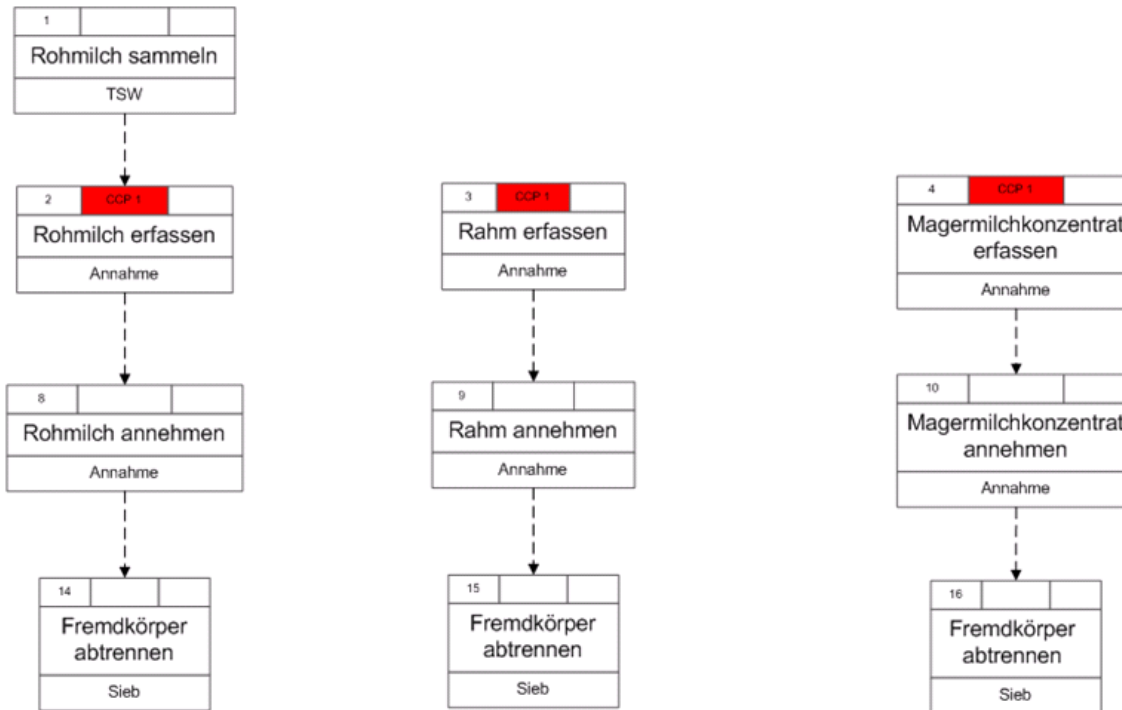 1
Rohmilch sammeln
TSW
2 CCP 1
Rohmilch erfassen
Annahme
8
Rohmilch annehmen
Annahme
14
Fremdkörper
abtrennen
Sieb
3 CCP 1
Rahm erfassen
Annahme
9
Rahm annehmen
Annahme
15
Fremdkörper
abtrennen
Sieb
4 CCP 1
Magermilchkonzentrat
erfassen
Annahme
10
Magermilchkonzentrat
annehmen
Annahme
16
Fremdkörper
abtrennen
Sieb